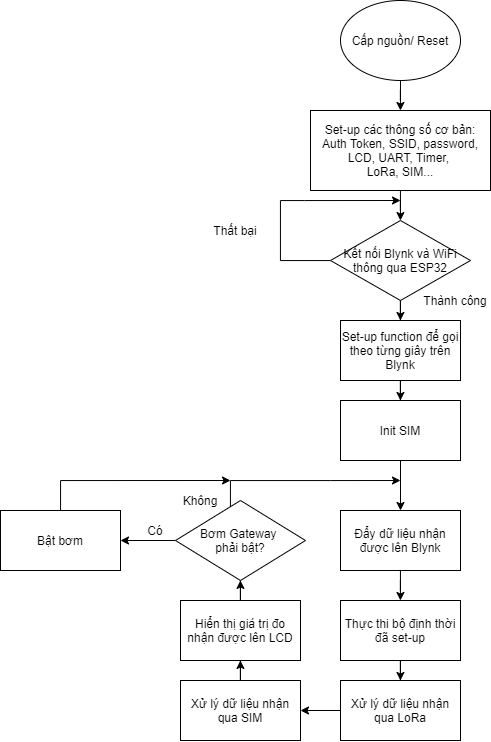 Cấp nguồn/ Reset
Set-up các thông số cơ bản:
Auth Token, SSID, password,
LCD, UART, Timer,
LoRa, SIM...
Thất bại
Kết nối Blynk và WiFi
thông qua ESP32
Thành công
Set-up function để gọi
theo từng giây trên
Blynk
Init SIM
Không
Bật bơm
Có
Bơm Gateway
phải bật?
Đẩy dữ liệu nhận
được lên Blynk
Hiển thị giá trị đo
nhận được lên LCD
Thực thi bộ định thời
đã set-up
Xử lý dữ liệu nhận
qua SIM
Xử lý dữ liệu nhận
qua LoRa